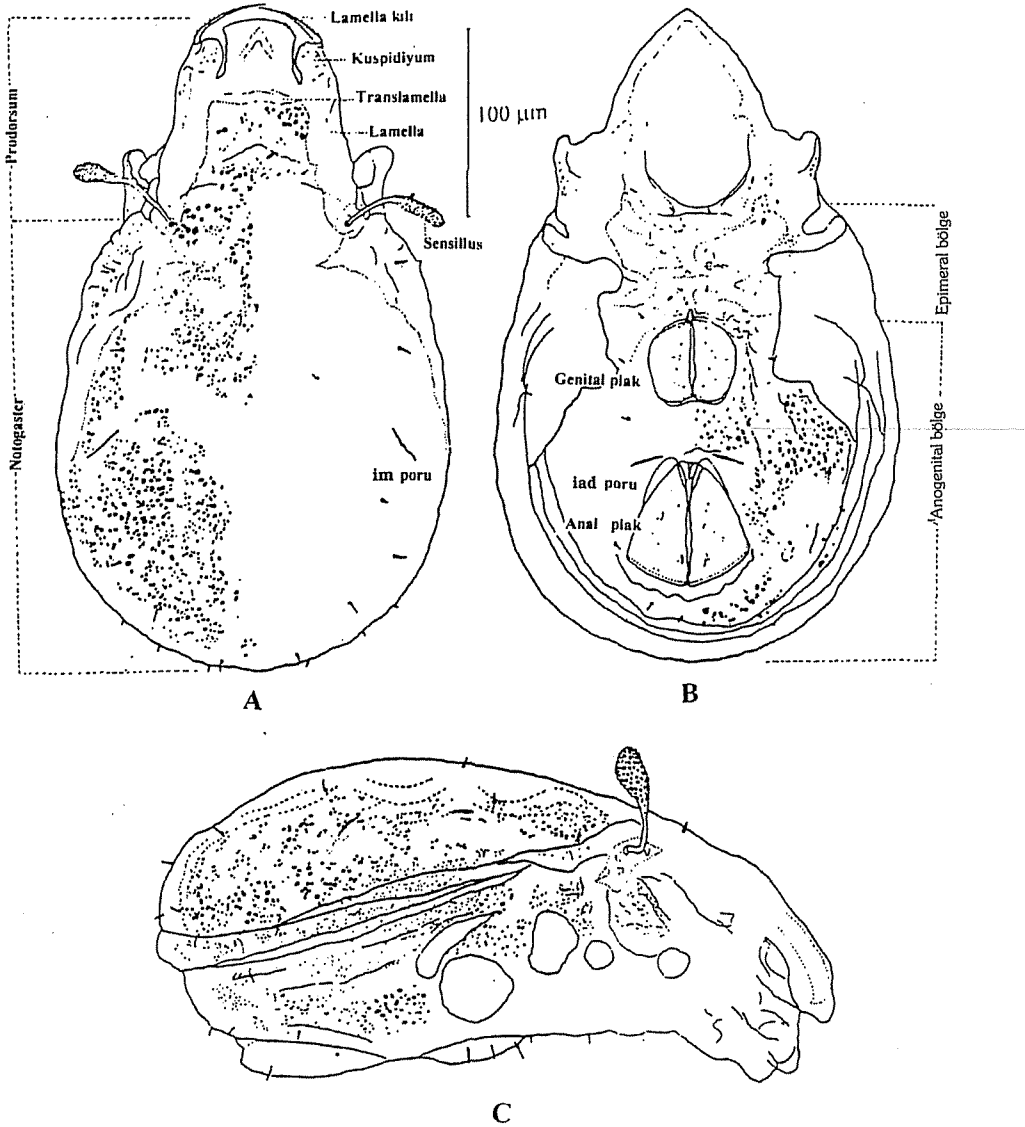 Lamella kılı
Kuspidiyum
Translamella
Lamella
100 µm
Prodorsum
Sensillus
Notogaster
im poru
A
Epimeral bölge
Genital plak
Anogenital bölge
iad poru
Anal plak
B
C